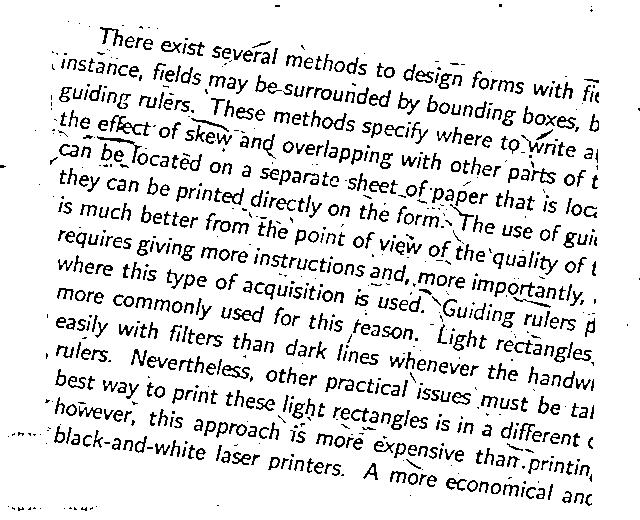 There exist several methods to design forms with
instance, fields may be surrounded by bounding boxes,
guiding rulers. These methods specify where to write
the effect of skew and overlapping with other parts of
can be located on a separate sheet of paper that is
they can be printed directly on the form. The use of
is much better from the point of view of the quality of
requires giving more instructions and, more importantly,
where this type of acquisition is used. Guiding rulers
more commonly used for this reason. Light rectangles
easily with filters than dark lines whenever the
rulers. Nevertheless, other practical issues must be
best way to print these light rectangles is in a different
however, this approach is more expensive than printin
black-and-white laser printers. A more economical and